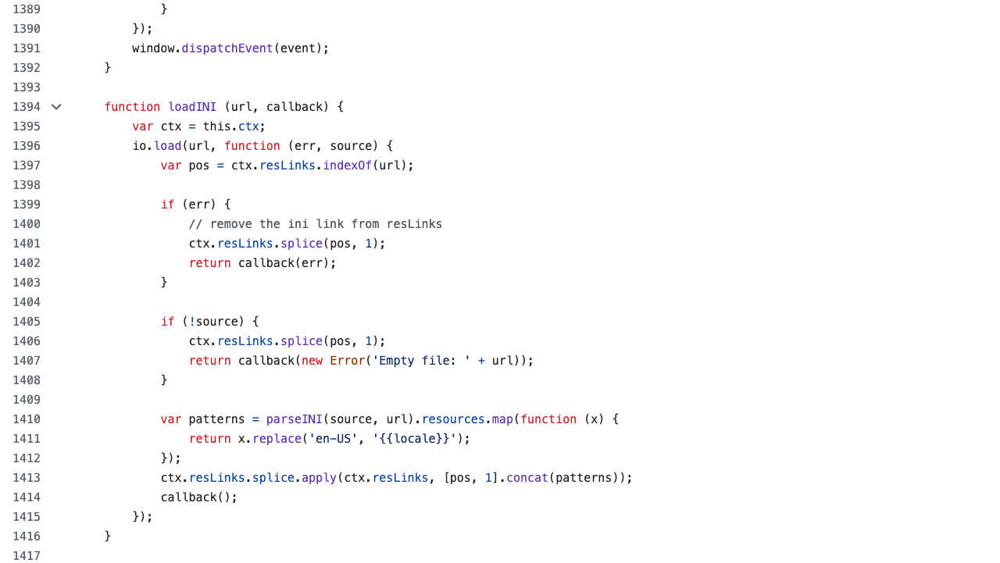 1389                 }
1390             });
1391             window.dispatchEvent(event);
1392         }
1393
1394         function loadINI (url, callback) {
1395             var ctx = this.ctx;
1396             io.load(url, function (err, source) {
1397                 var pos = ctx.resLinks.indexOf(url);
1398
1399                 if (err) {
1400                     // remove the ini link from resLinks
1401                     ctx.resLinks.splice(pos, 1);
1402                     return callback(err);
1403                 }
1404
1405                 if (!source) {
1406                     ctx.resLinks.splice(pos, 1);
1407                     return callback(new Error('Empty file: ' + url));
1408                 }
1409
1410                 var patterns = parseINI(source, url).resources.map(function (x) {
1411                     return x.replace('en-US', '{{locale}}');
1412                 });
1413                 ctx.resLinks.splice.apply(ctx.resLinks, [pos, 1].concat(patterns));
1414                 callback();
1415             });
1416         }
1417